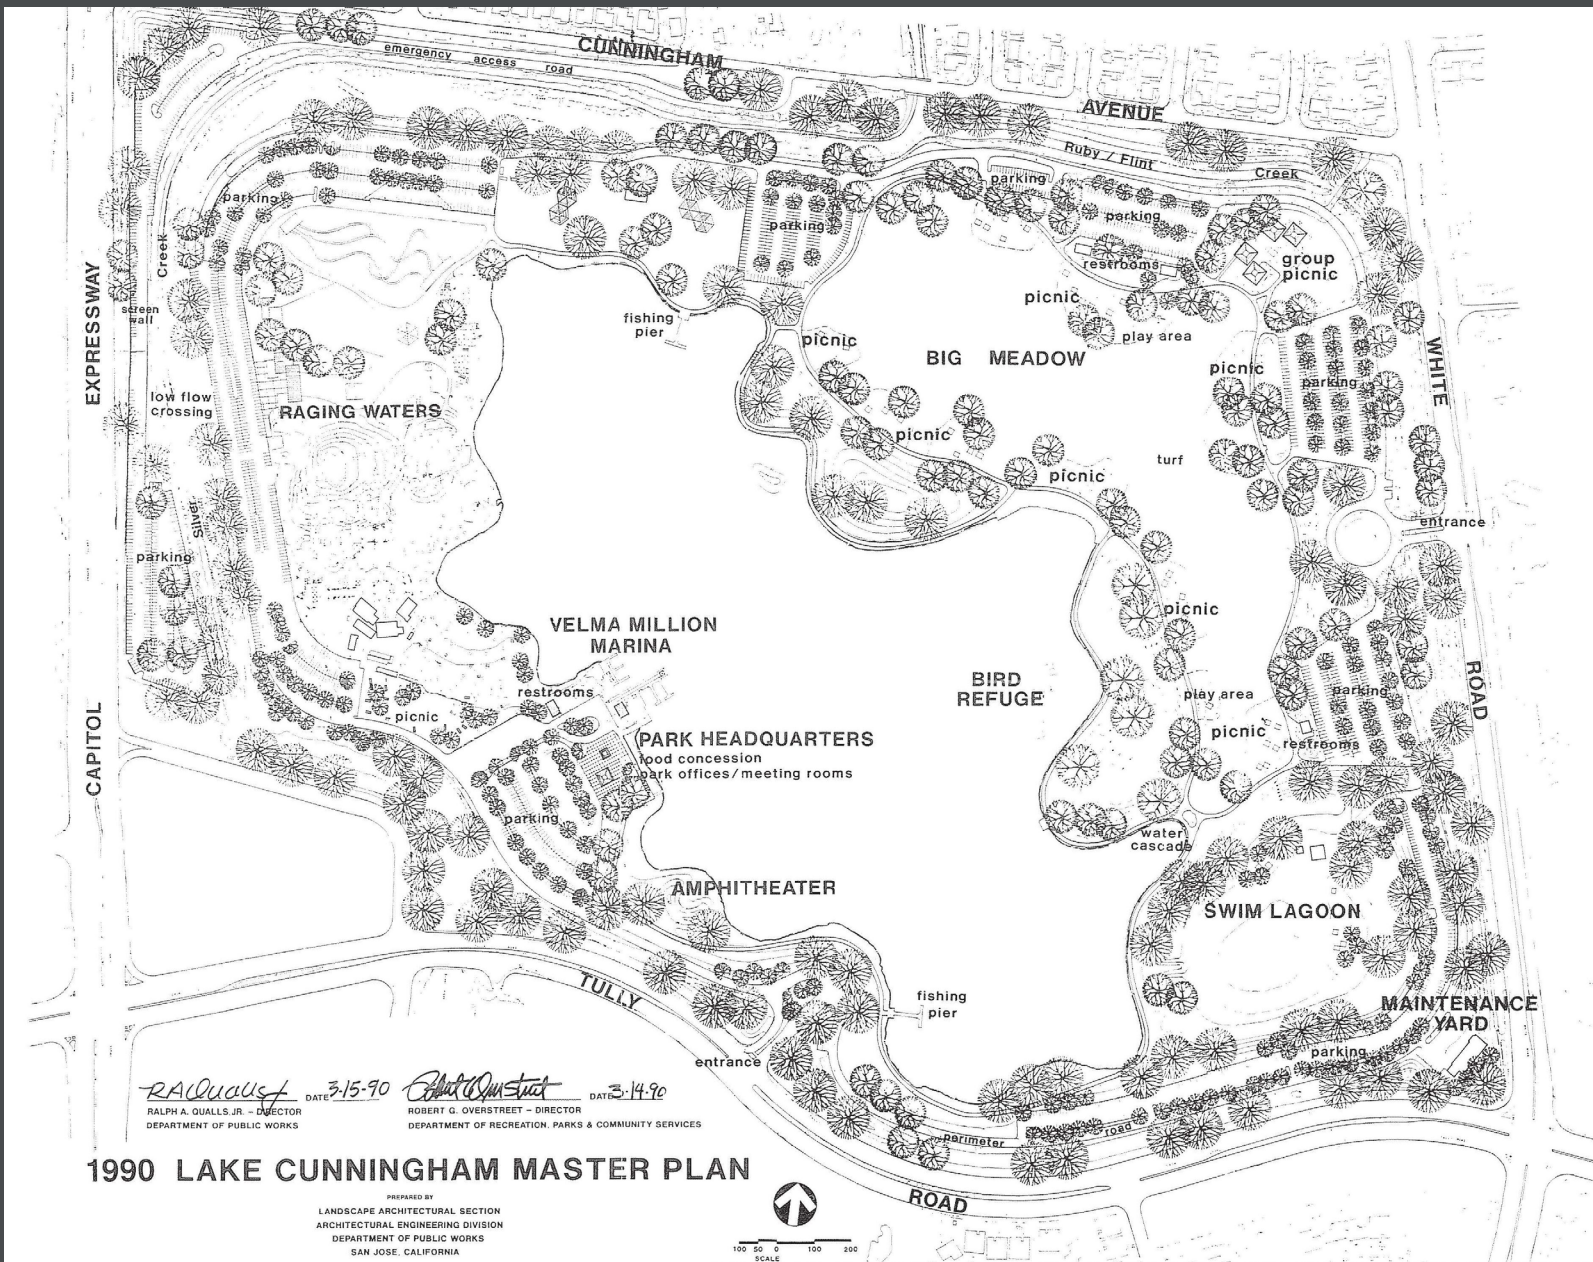 CUNNINGHAM
emergency access road
AVENUE
Ruby / Flint
Creek
parking
parking
parking
parking
restrooms
group
picnic
Creek
EXPRESSWAY
screen
wall
fishing
pier
picnic
picnic
play area
BIG MEADOW
WHITE
picnic
parking
low flow
crossing
RAGING WATERS
picnic
picnic
turf
Silver
entrance
parking
picnic
VELMA MILLION
MARINA
BIRD
REFUGE
ROAD
restrooms
play area
parking
picnic
picnic
restrooms
CAPITOL
PARK HEADQUARTERS
food concession
park offices/meeting rooms
parking
water
cascade
AMPHITHEATER
SWIM LAGOON
TULLY
fishing
pier
MAINTENANCE
YARD
entrance
parking
perimeter road
ROAD
DATE 3-15-90
DATE 3-14-90
RALPH A. QUALLS, JR. - DIRECTOR
DEPARTMENT OF PUBLIC WORKS
ROBERT G. OVERSTREET - DIRECTOR
DEPARTMENT OF RECREATION, PARKS & COMMUNITY SERVICES
1990 LAKE CUNNINGHAM MASTER PLAN
PREPARED BY
LANDSCAPE ARCHITECTURAL SECTION
ARCHITECTURAL ENGINEERING DIVISION
DEPARTMENT OF PUBLIC WORKS
SAN JOSE, CALIFORNIA
100 50 0 100 200
SCALE